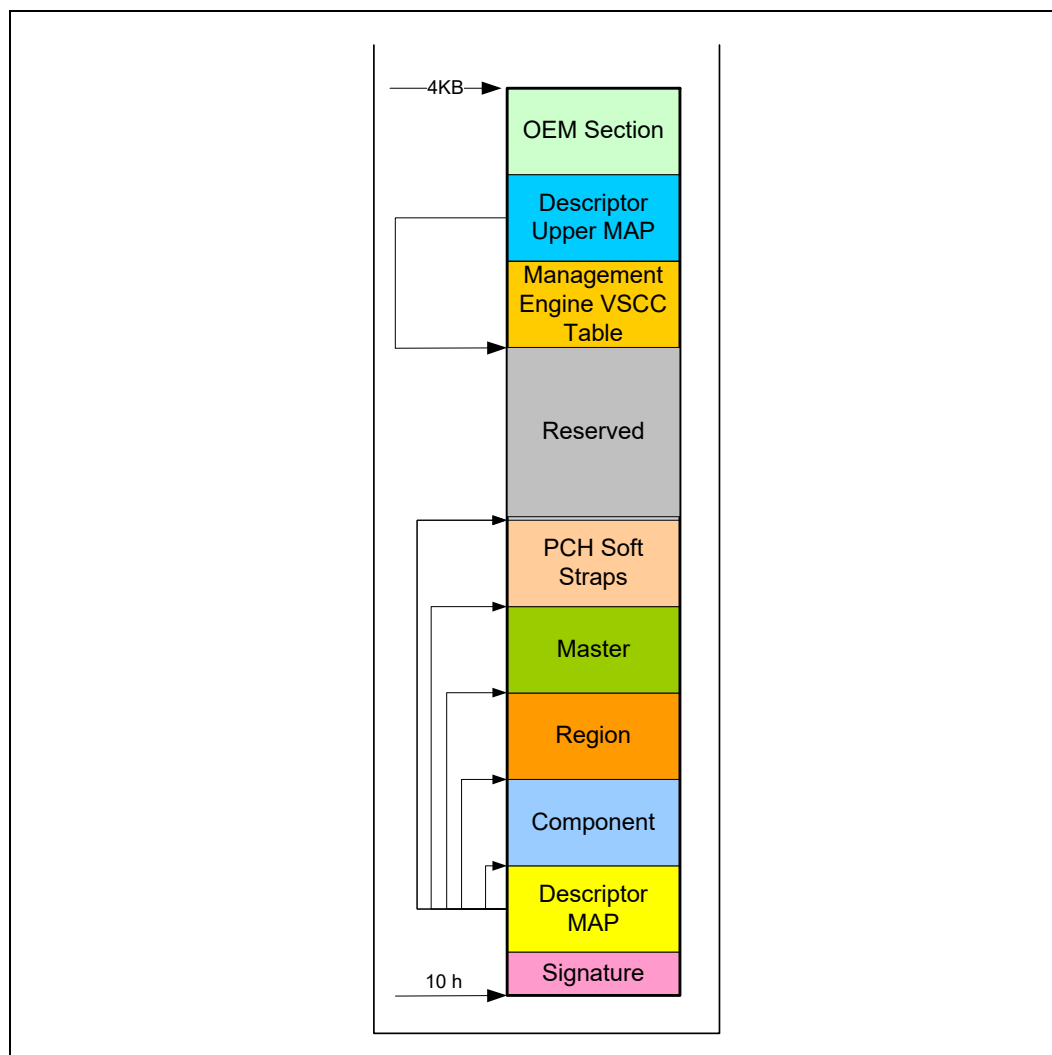 4KB
OEM Section
Descriptor
Upper MAP
Management
Engine VSCC
Table
Reserved
PCH Soft
Straps
Master
Region
Component
Descriptor
MAP
10 h
Signature